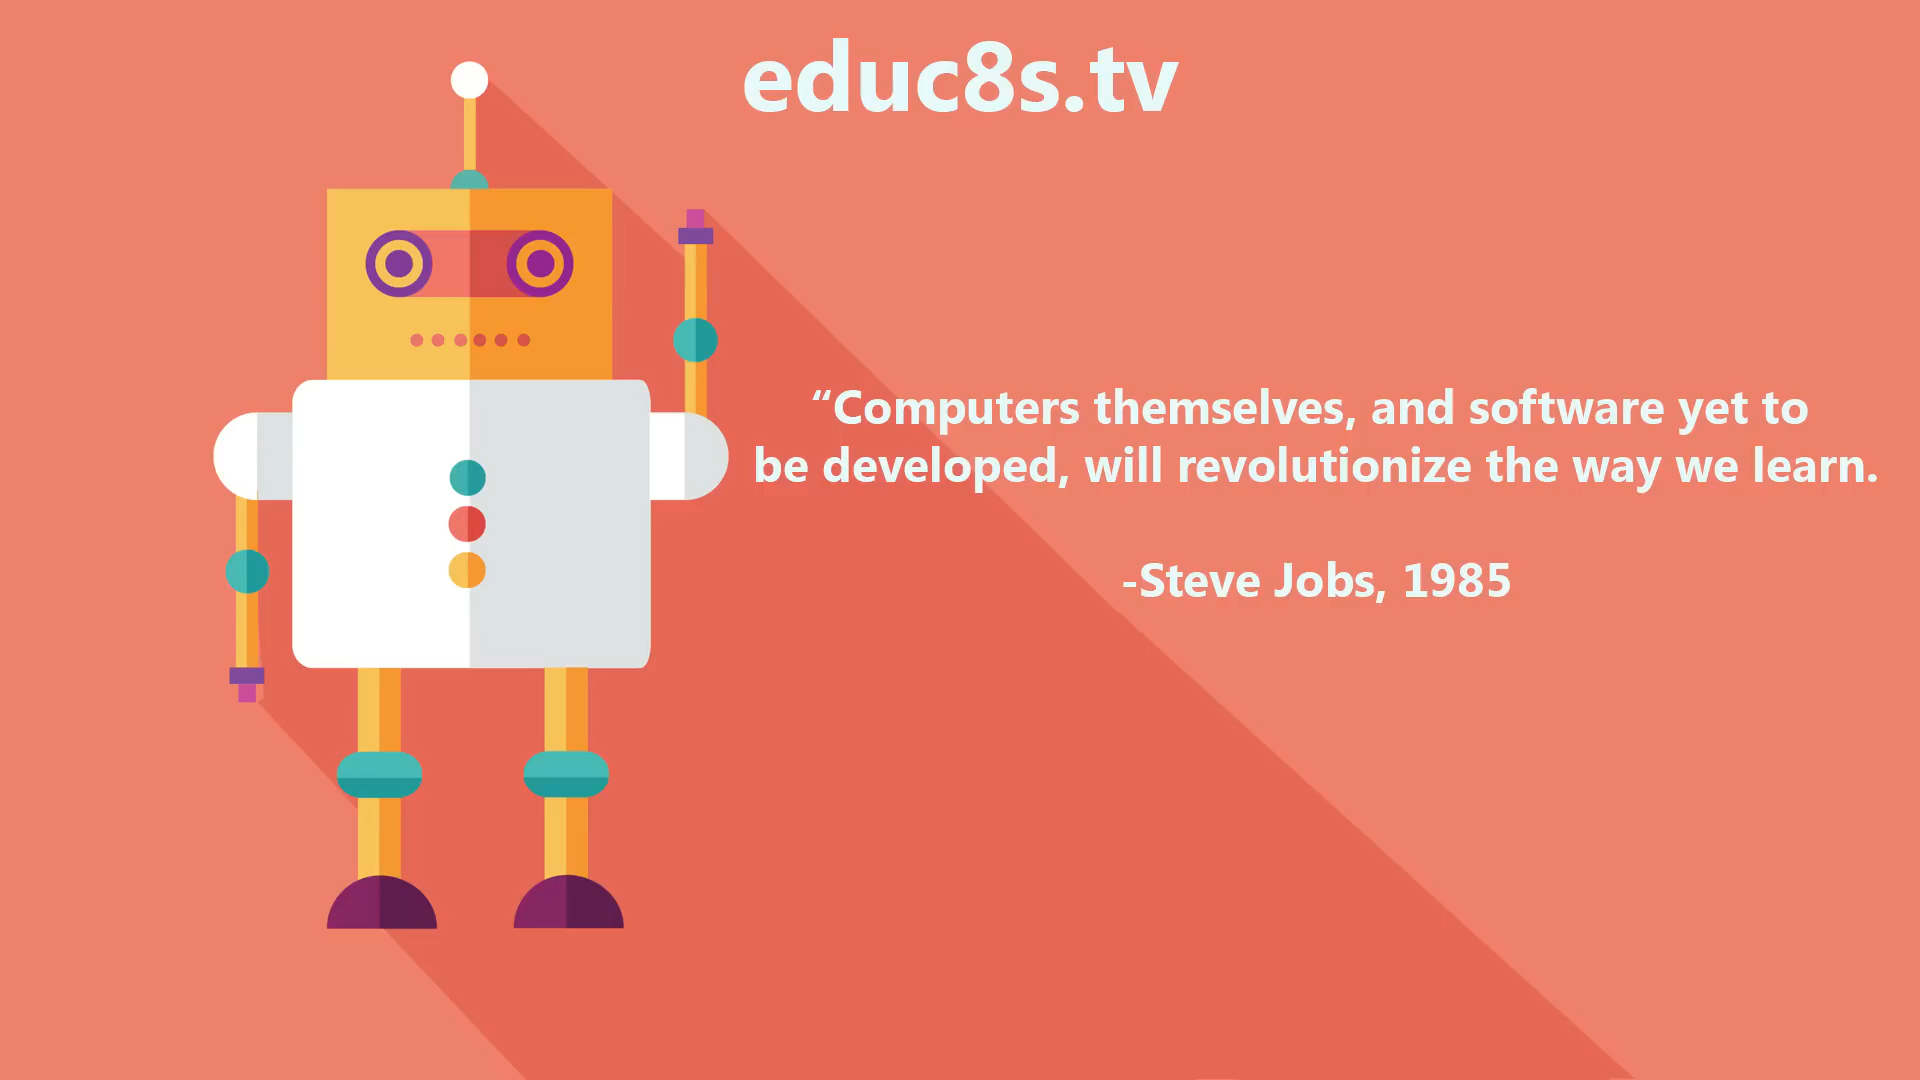 educ8s.tv
“Computers themselves, and software yet to
be developed, will revolutionize the way we learn.
-Steve Jobs, 1985